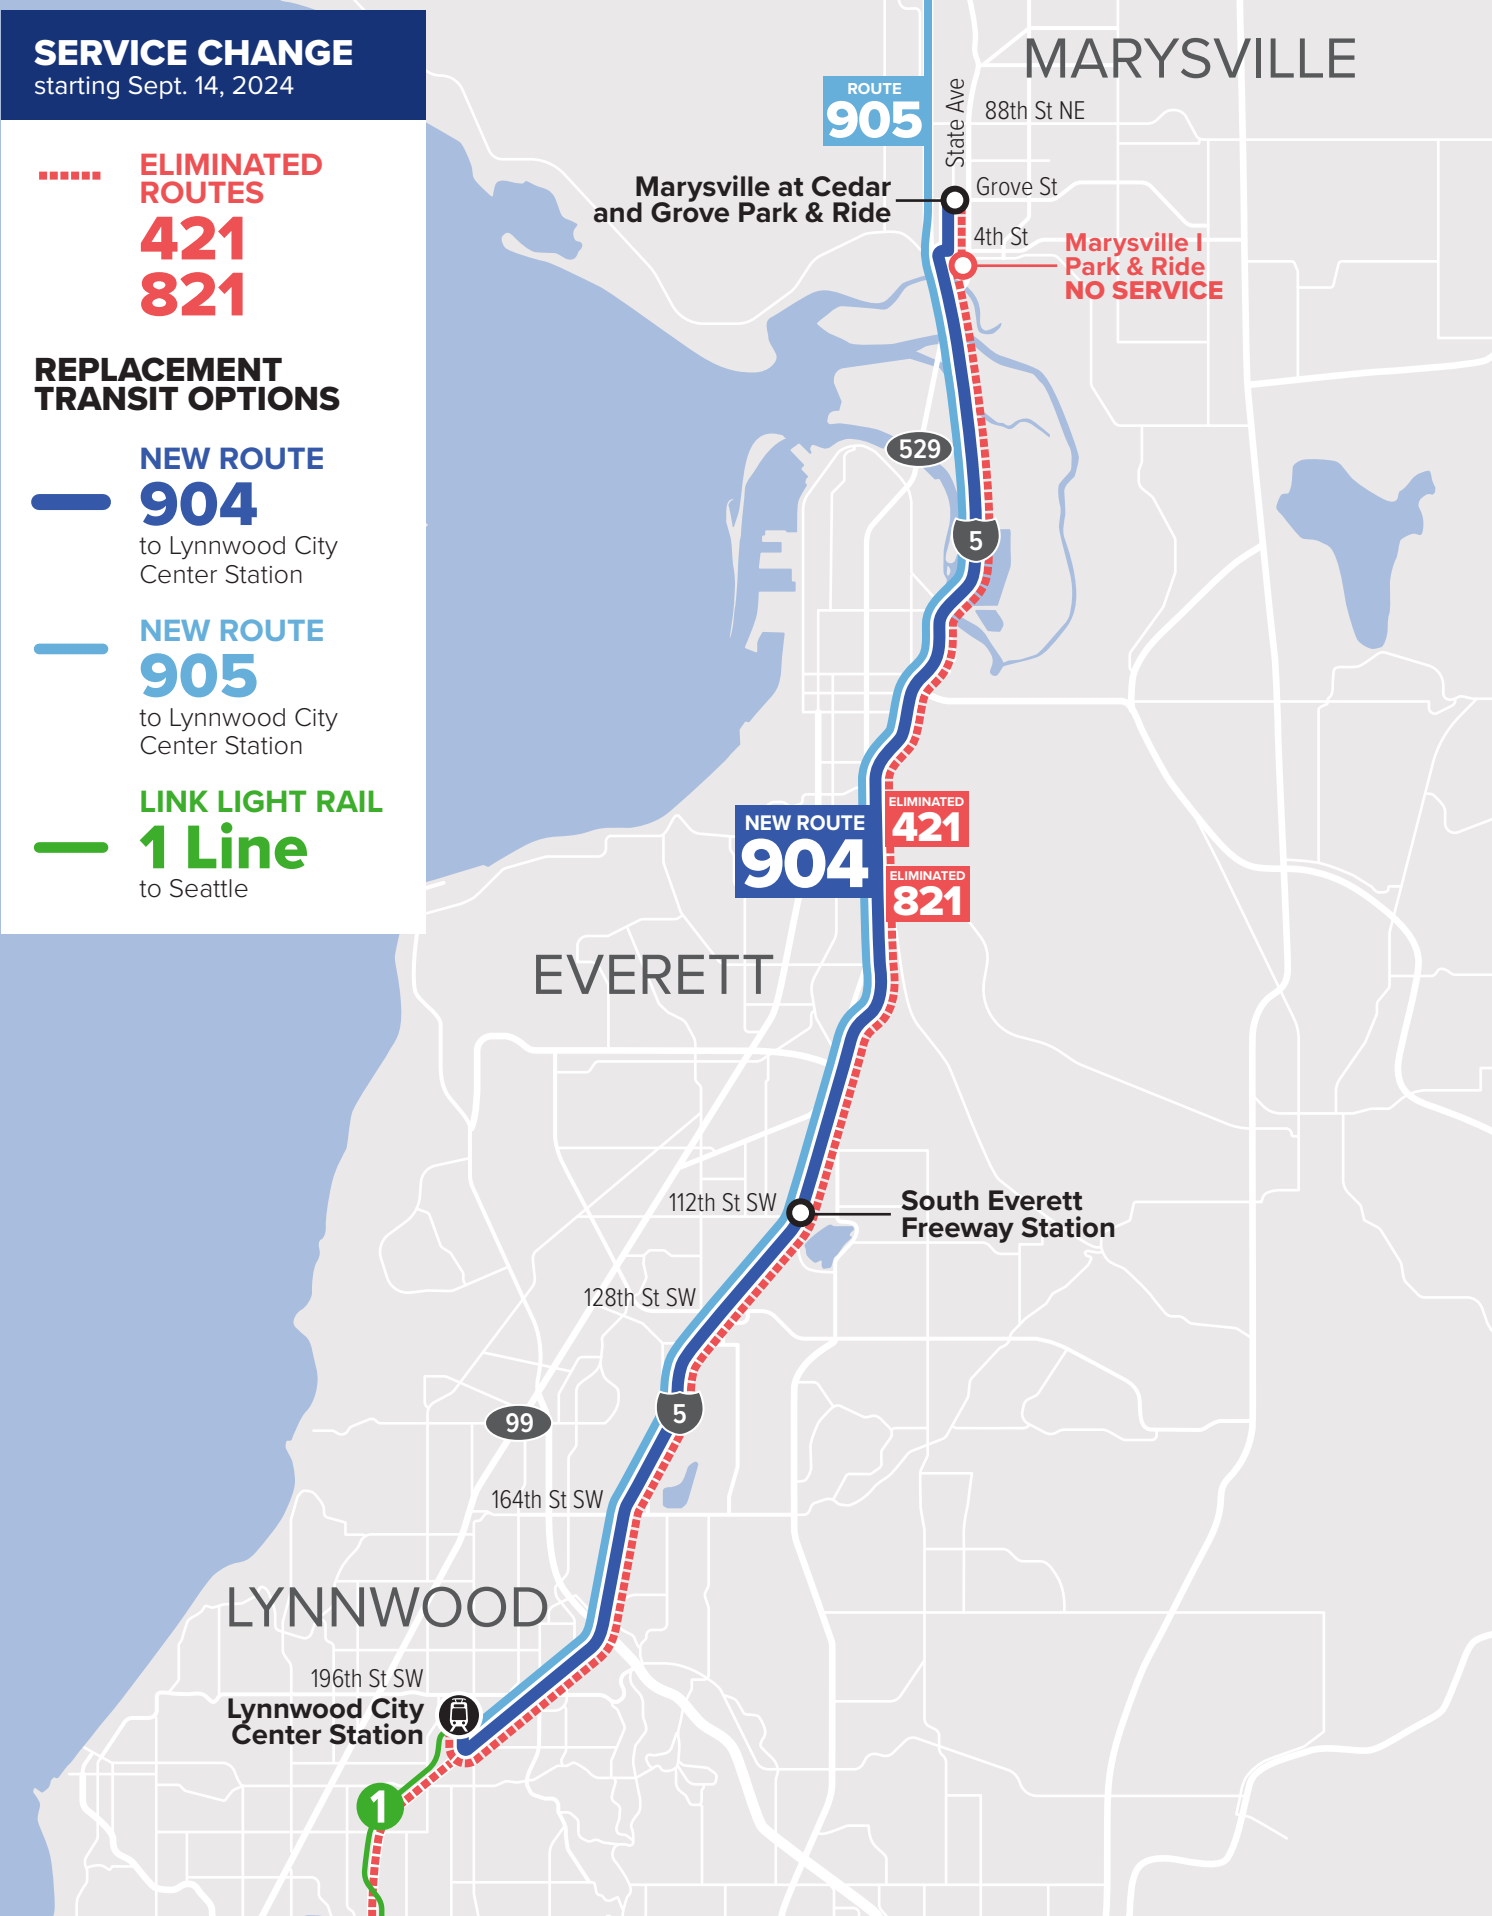 SERVICE CHANGE
starting Sept. 14, 2024
ELIMINATED
ROUTES
421
821
REPLACEMENT
TRANSIT OPTIONS
NEW ROUTE
904
to Lynnwood City
Center Station
NEW ROUTE
905
to Lynnwood City
Center Station
LINK LIGHT RAIL
1 Line
to Seattle
MARYSVILLE
ROUTE
905
State Ave
88th St NE
Marysville at Cedar
and Grove Park & Ride
Grove St
4th St
Marysville I
Park & Ride
NO SERVICE
529
5
NEW ROUTE
904
ELIMINATED
421
ELIMINATED
821
EVERETT
112th St SW
South Everett
Freeway Station
128th St SW
99
5
164th St SW
LYNNWOOD
196th St SW
Lynnwood City
Center Station
1